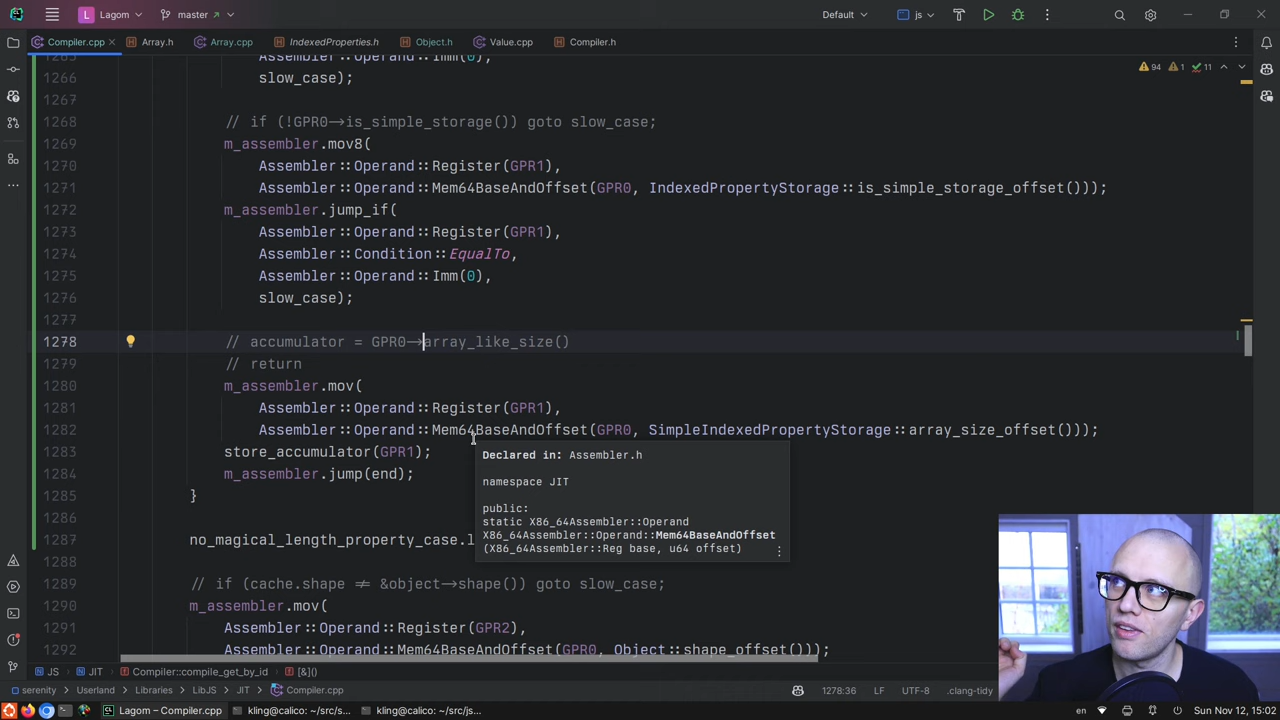 L Lagom master Default js
Compiler.cpp Array.h Array.cpp IndexedProperties.h Object.h Value.cpp Compiler.h
1265 Assembler::Operand::Imm(0),
94 1 11
1266 slow_case);
1267
1268 // if (!GPR0->is_simple_storage()) goto slow_case;
1269 m_assembler.mov8(
1270 Assembler::Operand::Register(GPR1),
1271 Assembler::Operand::Mem64BaseAndOffset(GPR0, IndexedPropertyStorage::is_simple_storage_offset()));
1272 m_assembler.jump_if(
1273 Assembler::Operand::Register(GPR1),
1274 Assembler::Condition::EqualTo,
1275 Assembler::Operand::Imm(0),
1276 slow_case);
1277
1278 // accumulator = GPR0->array_like_size()
1279 // return
1280 m_assembler.mov(
1281 Assembler::Operand::Register(GPR1),
1282 Assembler::Operand::Mem64BaseAndOffset(GPR0, SimpleIndexedPropertyStorage::array_size_offset()));
1283 store_accumulator(GPR1);
1284 m_assembler.jump(end);
1285 }
1286
1287 no_magical_length_property_case.l
1288
1289 // if (cache.shape != &object->shape()) goto slow_case;
1290 m_assembler.mov(
1291 Assembler::Operand::Register(GPR2),
1292 Assembler::Operand::Mem64BaseAndOffset(GPR0, Object::shape_offset()));
Declared in: Assembler.h
namespace JIT
public:
static X86_64Assembler::Operand
X86_64Assembler::Operand::Mem64BaseAndOffset
(X86_64Assembler::Reg base, u64 offset)
JS JIT Compiler::compile_get_by_id [&]()
serenity Userland Libraries LibJS JIT Compiler.cpp 1278:36 LF UTF-8 .clang-tidy
Lagom – Compiler.cpp kling@calico: ~/src/s... kling@calico: ~/src/js... en Sun Nov 12, 15:02